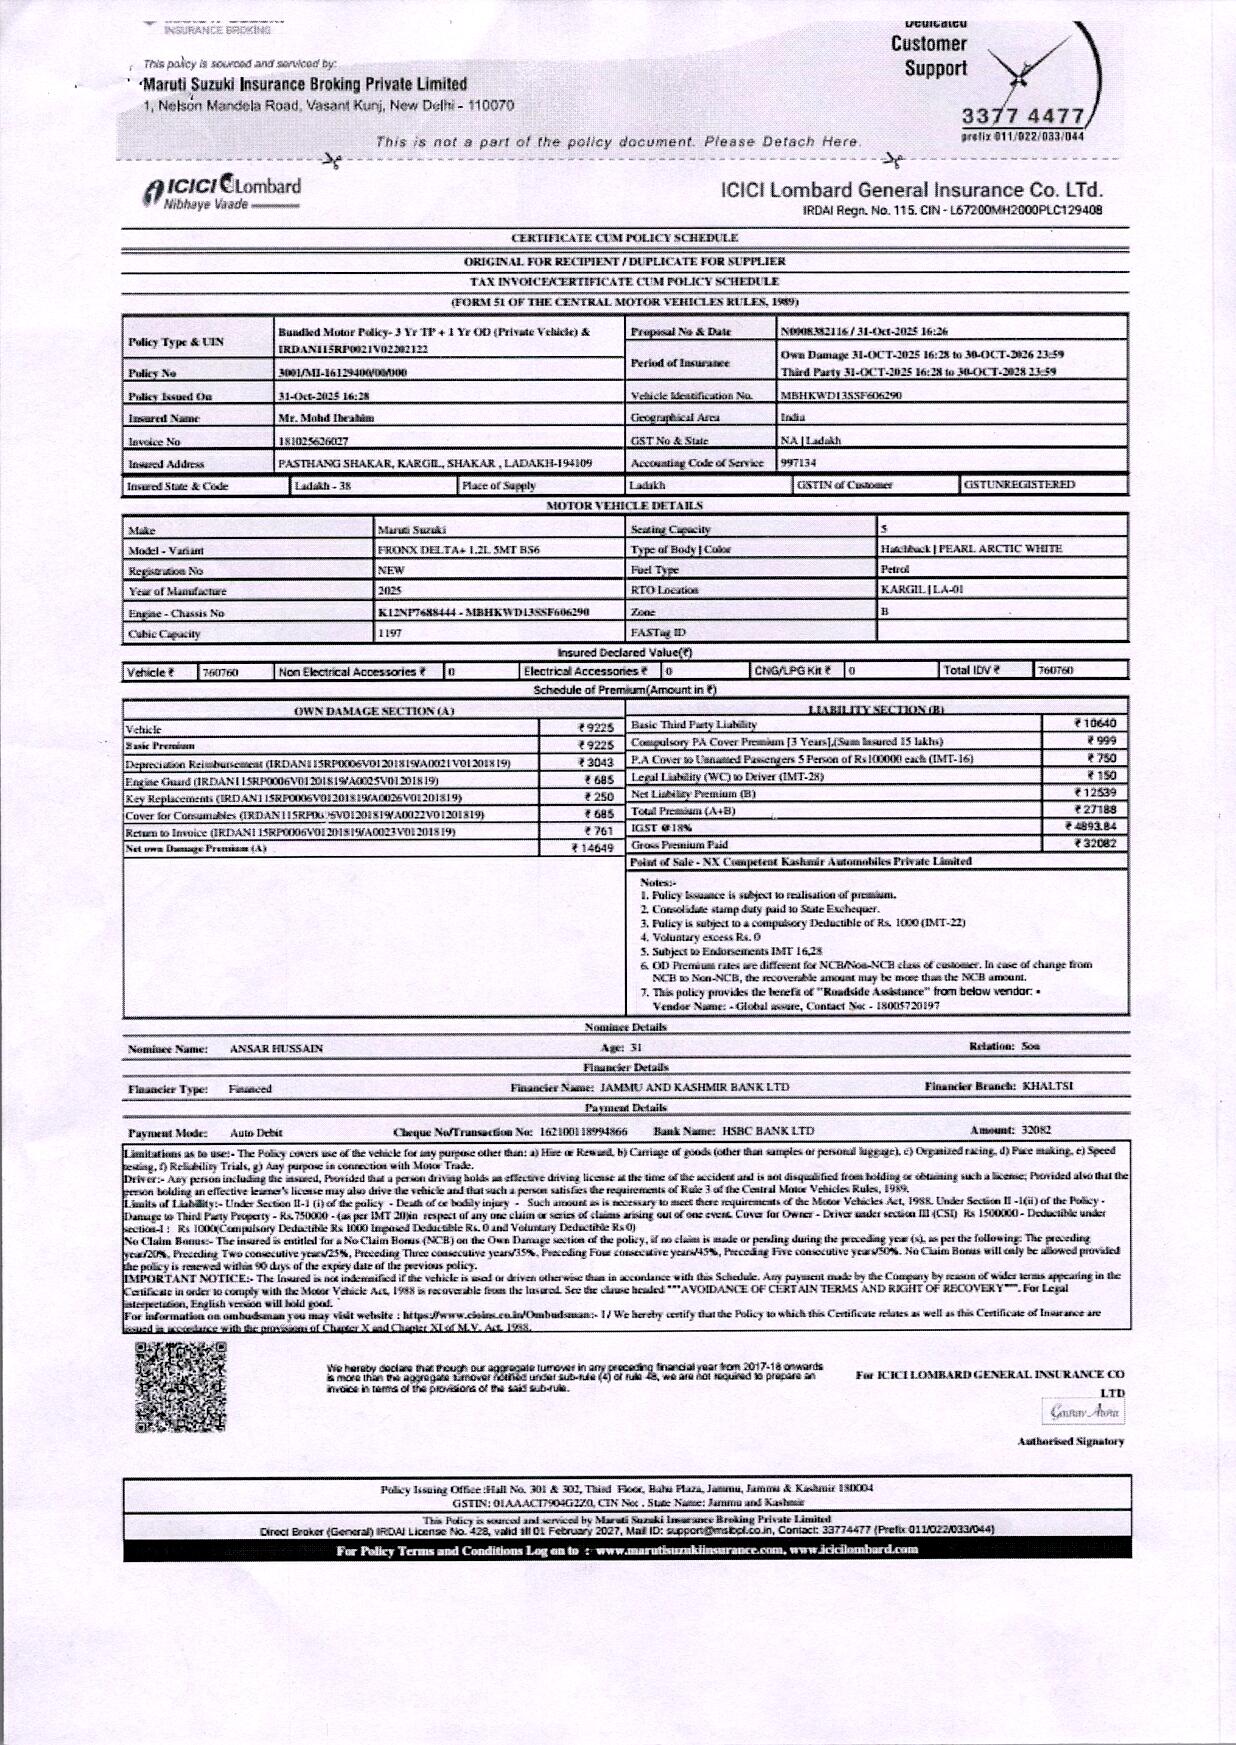 INSURANCE BROKING
Dedicated
Customer
Support
3377 4477
prefix 011/022/033/044
This policy is sourced and serviced by:
Maruti Suzuki Insurance Broking Private Limited
1, Nelson Mandela Road, Vasant Kunj, New Delhi - 110070
This is not a part of the policy document. Please Detach Here.
ICICI Lombard
Nibhaye Vaade
ICICI Lombard General Insurance Co. LTd.
IRDAI Regn. No. 115. CIN - L67200MH2000PLC129408
CERTIFICATE CUM POLICY SCHEDULE
ORIGINAL FOR RECIPIENT / DUPLICATE FOR SUPPLIER
TAX INVOICE/CERTIFICATE CUM POLICY SCHEDULE
(FORM 51 OF THE CENTRAL MOTOR VEHICLES RULES, 1989)
Policy Type & UIN Bundled Motor Policy- 3 Yr TP + 1 Yr OD (Private Vehicle) &
IRDAN115RP0021V02202122
Proposal No & Date N0908382116 / 31-Oct-2025 16:26
Period of Insurance Own Damage 31-OCT-2025 16:28 to 30-OCT-2026 23:59
Third Party 31-OCT-2025 16:28 to 30-OCT-2028 23:59
Policy No 3001/MI-16129400/00/000
Policy Issued On 31-Oct-2025 16:28 Vehicle Identification No. MBHKWD13SSF606290
Insured Name Mr. Mohd Ibrahim Geographical Area India
Invoice No 181025626027 GST No & State NA | Ladakh
Insured Address PASTHANG SHAKAR, KARGIL, SHAKAR , LADAKH-194109 Accounting Code of Service 997134
Insured State & Code Ladakh - 38 Place of Supply Ladakh GSTIN of Customer GSTUNREGISTERED
MOTOR VEHICLE DETAILS
Make Maruti Suzuki Seating Capacity 5
Model - Variant FRONX DELTA+ 1.2L 5MT BS6 Type of Body | Color Hatchback | PEARL ARCTIC WHITE
Registration No NEW Fuel Type Petrol
Year of Manufacture 2025 RTO Location KARGIL | LA-01
Engine - Chassis No K12NP7688444 - MBHKWD13SSF606290 Zone B
Cubic Capacity 1197 FASTag ID
Insured Declared Value(₹)
Vehicle ₹ 760760 Non Electrical Accessories ₹ 0 Electrical Accessories ₹ 0 CNG/LPG Kit ₹ 0 Total IDV ₹ 760760
Schedule of Premium(Amount in ₹)
OWN DAMAGE SECTION (A)
Vehicle ₹ 9225
Basic Premium ₹ 9225
Depreciation Reimbursement (IRDAN115RP0006V01201819/A0021V01201819) ₹ 3043
Engine Guard (IRDAN115RP0006V01201819/A0025V01201819) ₹ 685
Key Replacements (IRDAN115RP0006V01201819/A0026V01201819) ₹ 250
Cover for Consumables (IRDAN115RP0006V01201819/A0022V01201819) ₹ 685
Return to Invoice (IRDAN115RP0006V01201819/A0023V01201819) ₹ 761
Net own Damage Premium (A) ₹ 14649
LIABILITY SECTION (B)
Basic Third Party Liability ₹ 10640
Compulsory PA Cover Premium [3 Years],(Sum Insured 15 lakhs) ₹ 999
P.A Cover to Unnamed Passengers 5 Person of Rs100000 each (IMT-16) ₹ 750
Legal Liability (WC) to Driver (IMT-28) ₹ 150
Net Liability Premium (B) ₹ 12539
Total Premium (A+B) ₹ 27188
IGST @18% ₹ 4893.84
Gross Premium Paid ₹ 32082
Point of Sale - NX Competent Kashmir Automobiles Private Limited
Notes:-
1. Policy Issuance is subject to realisation of premium.
2. Consolidate stamp duty paid to State Exchequer.
3. Policy is subject to a compulsory Deductible of Rs. 1000 (IMT-22)
4. Voluntary excess Rs. 0
5. Subject to Endorsements IMT 16,28
6. OD Premium rates are different for NCB/Non-NCB class of customer. In case of change from
NCB to Non-NCB, the recoverable amount may be more than the NCB amount.
7. This policy provides the benefit of "Roadside Assistance" from below vendor: -
Vendor Name: - Global assure, Contact No: - 18005720197
Nominee Details
Nominee Name: ANSAR HUSSAIN Age: 31 Relation: Son
Financier Details
Financier Type: Financed Financier Name: JAMMU AND KASHMIR BANK LTD Financier Branch: KHALTSI
Payment Details
Payment Mode: Auto Debit Cheque No/Transaction No: 162100118994866 Bank Name: HSBC BANK LTD Amount: 32082
Limitations as to use:- The Policy covers use of the vehicle for any purpose other than: a) Hire or Reward, b) Carriage of goods (other than samples or personal luggage), c) Organized racing, d) Pace making, e) Speed
testing, f) Reliability Trials, g) Any purpose in connection with Motor Trade.
Driver:- Any person including the insured, Provided that a person driving holds an effective driving license at the time of the accident and is not disqualified from holding or obtaining such a license; Provided also that the
person holding an effective learner's license may also drive the vehicle and that such a person satisfies the requirements of Rule 3 of the Central Motor Vehicles Rules, 1989.
Limits of Liability:- Under Section II-1 (i) of the policy - Death of or bodily injury - Such amount as is necessary to meet there requirements of the Motor Vehicles Act, 1988. Under Section II -1(ii) of the Policy -
Damage to Third Party Property - Rs.750000 - (as per IMT 20)in respect of any one claim or series of claims arising out of one event. Cover for Owner - Driver under section III (CSI) Rs 1500000 - Deductible under
section-I : Rs 1000(Compulsory Deductible Rs 1000 Imposed Deductible Rs. 0 and Voluntary Deductible Rs 0)
No Claim Bonus:- The insured is entitled for a No Claim Bonus (NCB) on the Own Damage section of the policy, if no claim is made or pending during the preceding year (s), as per the following: The preceding
year/20%, Preceding Two consecutive years/25%, Preceding Three consecutive years/35%, Preceding Four consecutive years/45%, Preceding Five consecutive years/50%. No Claim Bonus will only be allowed provided
the policy is renewed within 90 days of the expiry date of the previous policy.
IMPORTANT NOTICE:- The Insured is not indemnified if the vehicle is used or driven otherwise than in accordance with this Schedule. Any payment made by the Company by reason of wider terms appearing in the
Certificate in order to comply with the Motor Vehicle Act, 1988 is recoverable from the Insured. See the clause headed """AVOIDANCE OF CERTAIN TERMS AND RIGHT OF RECOVERY""". For Legal
interpretation, English version will hold good.
For information on ombudsman you may visit website : https://www.cioins.co.in/Ombudsman:- 1/ We hereby certify that the Policy to which this Certificate relates as well as this Certificate of Insurance are
issued in accordance with the provisions of Chapter X and Chapter XI of M.V. Act, 1988.
We hereby declare that though our aggregate turnover in any preceding financial year from 2017-18 onwards
is more than the aggregate turnover notified under sub-rule (4) of rule 48, we are not required to prepare an
invoice in terms of the provisions of the said sub-rule.
For ICICI LOMBARD GENERAL INSURANCE CO
LTD
Gaurav Arora
Authorised Signatory
Policy Issuing Office :Hall No. 301 & 302, Third Floor, Bahu Plaza, Jammu, Jammu & Kashmir 180004
GSTIN: 01AAACI7904G2Z0, CIN No: . State Name: Jammu and Kashmir
This Policy is sourced and serviced by Maruti Suzuki Insurance Broking Private Limited
Direct Broker (General) IRDAI License No. 428, valid till 01 February 2027, Mail ID: support@msibpl.co.in, Contact: 33774477 (Prefix 011/022/033/044)
For Policy Terms and Conditions Log on to : www.marutisuzukiinsurance.com, www.icicilombard.com